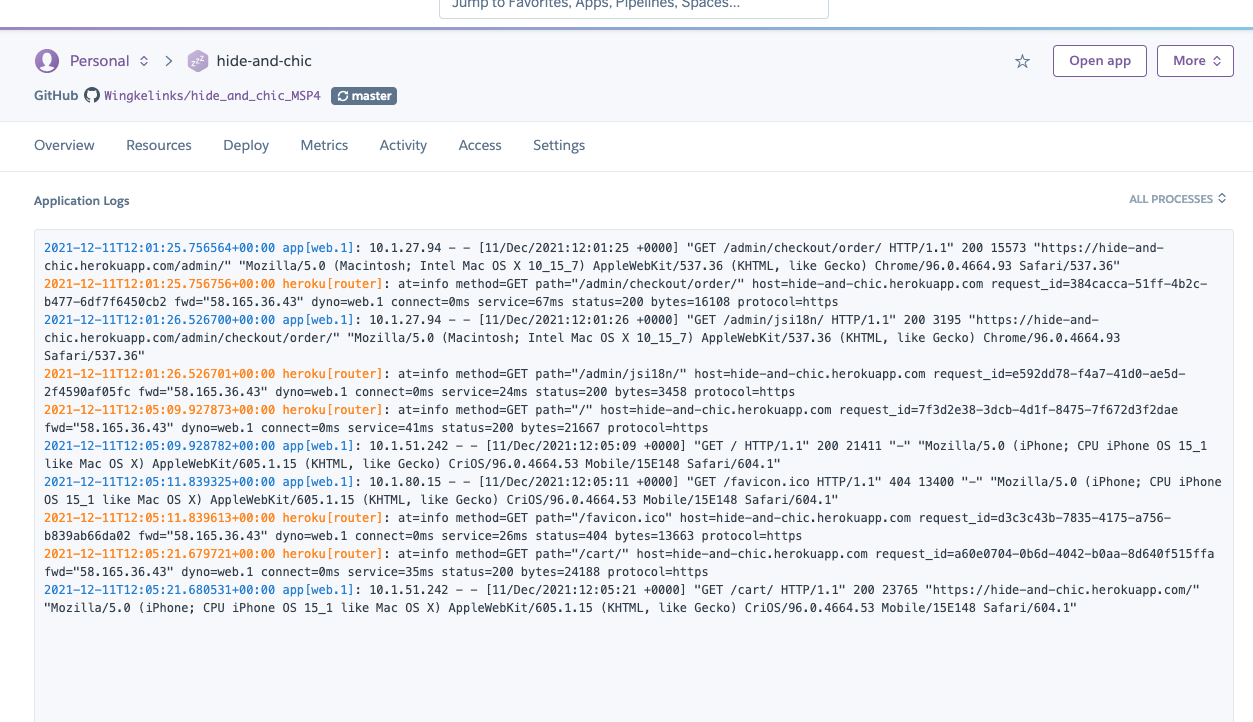 Jump to Favorites, Apps, Pipelines, Spaces...
Personal hide-and-chic Open app More
GitHub Wingkelinks/hide_and_chic_MSP4 master
Overview Resources Deploy Metrics Activity Access Settings
Application Logs ALL PROCESSES
2021-12-11T12:01:25.756564+00:00 app[web.1]: 10.1.27.94 - - [11/Dec/2021:12:01:25 +0000] "GET /admin/checkout/order/ HTTP/1.1" 200 15573 "https://hide-and-
chic.herokuapp.com/admin/" "Mozilla/5.0 (Macintosh; Intel Mac OS X 10_15_7) AppleWebKit/537.36 (KHTML, like Gecko) Chrome/96.0.4664.93 Safari/537.36"
2021-12-11T12:01:25.756756+00:00 heroku[router]: at=info method=GET path="/admin/checkout/order/" host=hide-and-chic.herokuapp.com request_id=384cacca-51ff-4b2c-
b477-6df7f6450cb2 fwd="58.165.36.43" dyno=web.1 connect=0ms service=67ms status=200 bytes=16108 protocol=https
2021-12-11T12:01:26.526700+00:00 app[web.1]: 10.1.27.94 - - [11/Dec/2021:12:01:26 +0000] "GET /admin/jsi18n/ HTTP/1.1" 200 3195 "https://hide-and-
chic.herokuapp.com/admin/checkout/order/" "Mozilla/5.0 (Macintosh; Intel Mac OS X 10_15_7) AppleWebKit/537.36 (KHTML, like Gecko) Chrome/96.0.4664.93
Safari/537.36"
2021-12-11T12:01:26.526701+00:00 heroku[router]: at=info method=GET path="/admin/jsi18n/" host=hide-and-chic.herokuapp.com request_id=e592dd78-f4a7-41d0-ae5d-
2f4590af05fc fwd="58.165.36.43" dyno=web.1 connect=0ms service=24ms status=200 bytes=3458 protocol=https
2021-12-11T12:05:09.927873+00:00 heroku[router]: at=info method=GET path="/" host=hide-and-chic.herokuapp.com request_id=7f3d2e38-3dcb-4d1f-8475-7f672d3f2dae
fwd="58.165.36.43" dyno=web.1 connect=0ms service=41ms status=200 bytes=21667 protocol=https
2021-12-11T12:05:09.928782+00:00 app[web.1]: 10.1.51.242 - - [11/Dec/2021:12:05:09 +0000] "GET / HTTP/1.1" 200 21411 "-" "Mozilla/5.0 (iPhone; CPU iPhone OS 15_1
like Mac OS X) AppleWebKit/605.1.15 (KHTML, like Gecko) CriOS/96.0.4664.53 Mobile/15E148 Safari/604.1"
2021-12-11T12:05:11.839325+00:00 app[web.1]: 10.1.80.15 - - [11/Dec/2021:12:05:11 +0000] "GET /favicon.ico HTTP/1.1" 404 13400 "-" "Mozilla/5.0 (iPhone; CPU iPhone
OS 15_1 like Mac OS X) AppleWebKit/605.1.15 (KHTML, like Gecko) CriOS/96.0.4664.53 Mobile/15E148 Safari/604.1"
2021-12-11T12:05:11.839613+00:00 heroku[router]: at=info method=GET path="/favicon.ico" host=hide-and-chic.herokuapp.com request_id=d3c3c43b-7835-4175-a756-
b839ab66da02 fwd="58.165.36.43" dyno=web.1 connect=0ms service=26ms status=404 bytes=13663 protocol=https
2021-12-11T12:05:21.679721+00:00 heroku[router]: at=info method=GET path="/cart/" host=hide-and-chic.herokuapp.com request_id=a60e0704-0b6d-4042-b0aa-8d640f515ffa
fwd="58.165.36.43" dyno=web.1 connect=0ms service=35ms status=200 bytes=24188 protocol=https
2021-12-11T12:05:21.680531+00:00 app[web.1]: 10.1.51.242 - - [11/Dec/2021:12:05:21 +0000] "GET /cart/ HTTP/1.1" 200 23765 "https://hide-and-chic.herokuapp.com/"
"Mozilla/5.0 (iPhone; CPU iPhone OS 15_1 like Mac OS X) AppleWebKit/605.1.15 (KHTML, like Gecko) CriOS/96.0.4664.53 Mobile/15E148 Safari/604.1"